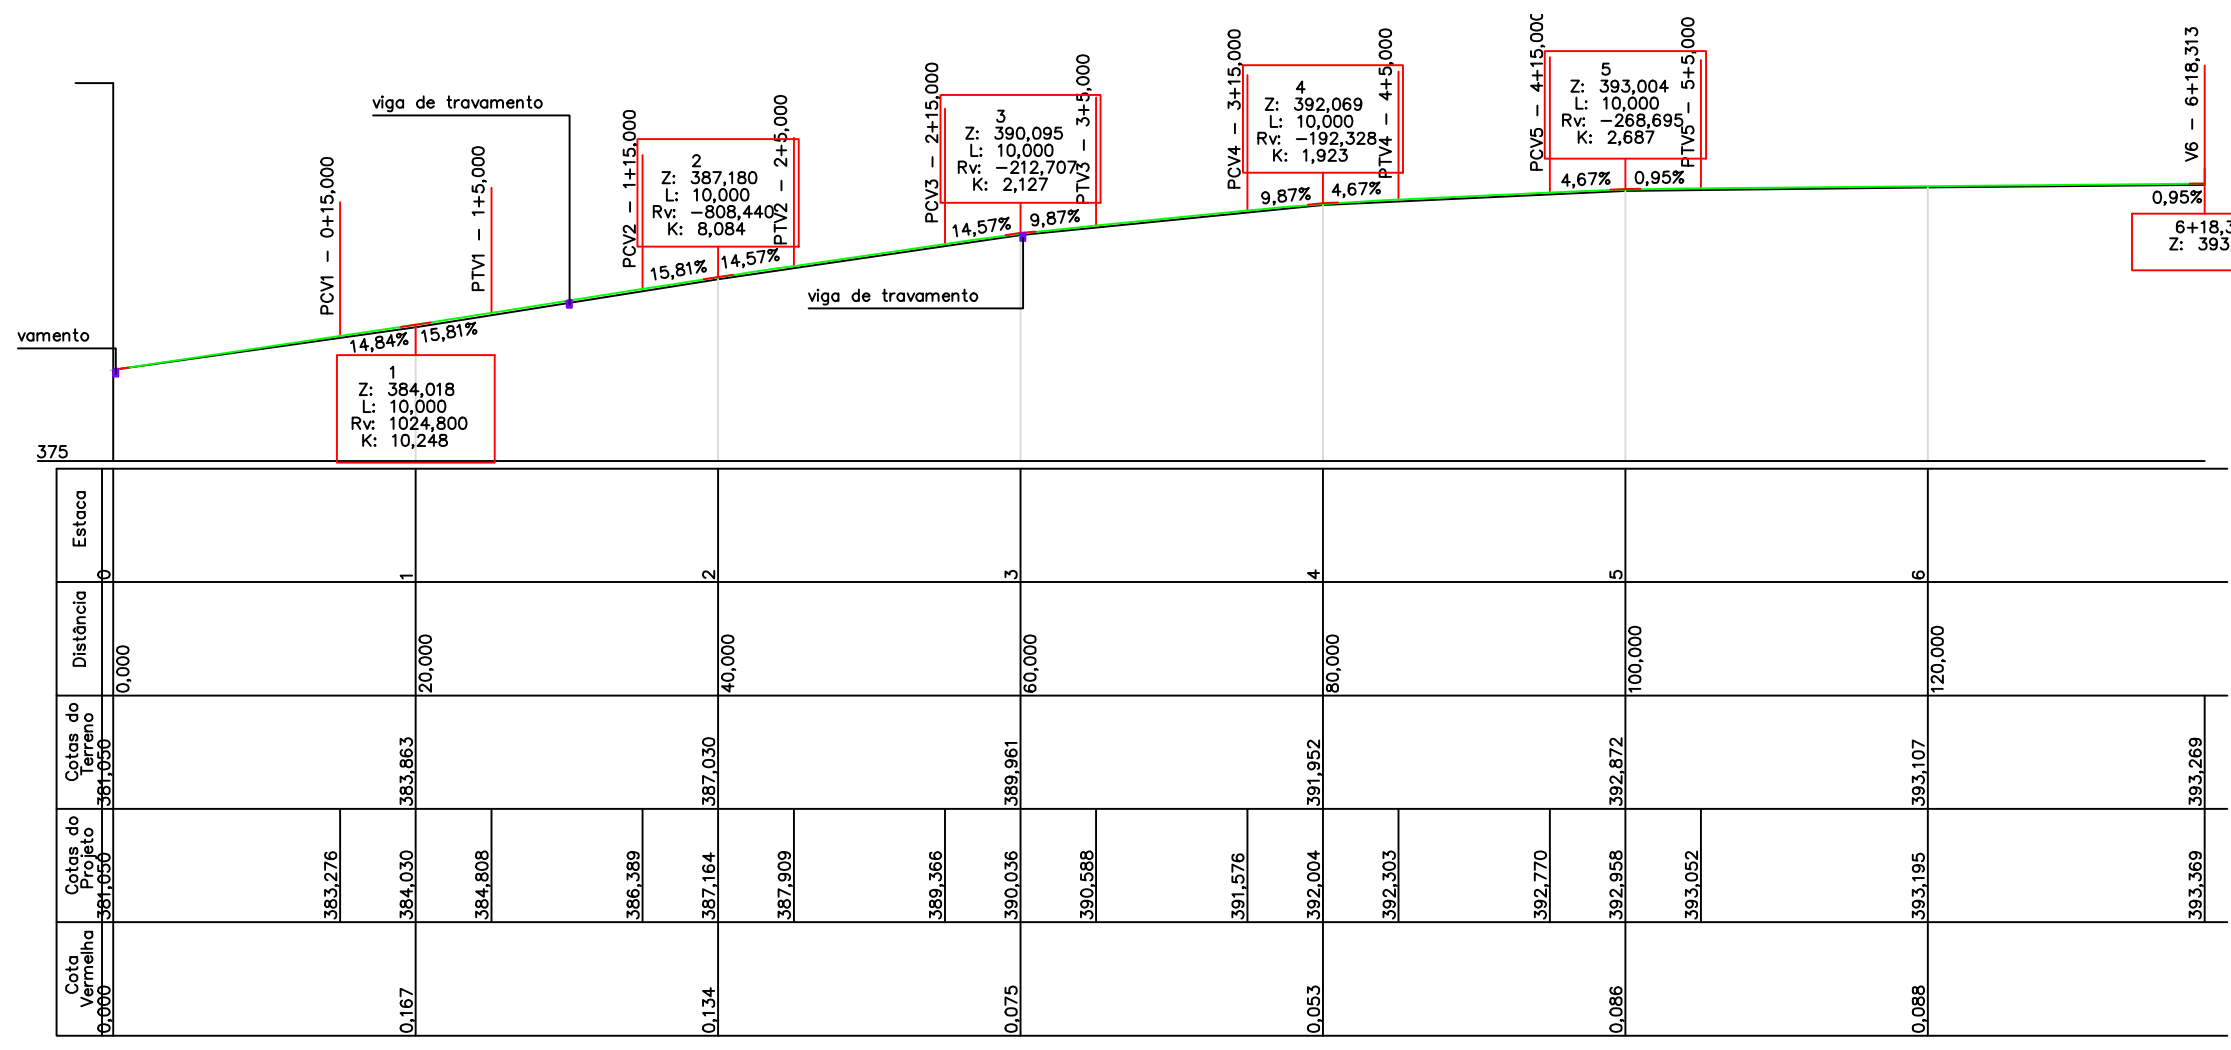 viga de travamento
vamento
viga de travamento
PCV1 - 0+15,000
PTV1 - 1+5,000
PCV2 - 1+15,000
PTV2 - 2+5,000
PCV3 - 2+15,000
PTV3 - 3+5,000
PCV4 - 3+15,000
PTV4 - 4+5,000
PCV5 - 4+15,000
PTV5 - 5+5,000
V6 - 6+18,313
14,84%
15,81%
1
Z: 384,018
L: 10,000
Rv: 1024,800
K: 10,248
15,81%
14,57%
2
Z: 387,180
L: 10,000
Rv: -808,440
K: 8,084
14,57%
9,87%
3
Z: 390,095
L: 10,000
Rv: -212,707
K: 2,127
9,87%
4,67%
4
Z: 392,069
L: 10,000
Rv: -192,328
K: 1,923
4,67%
0,95%
5
Z: 393,004
L: 10,000
Rv: -268,695
K: 2,687
0,95%
6+18,3
Z: 393
375
Estaca
0
1
2
3
4
5
6
Distância
0,000
20,000
40,000
60,000
80,000
100,000
120,000
Cotas do
Terreno
381,050
383,863
387,030
389,961
391,952
392,872
393,107
393,269
Cotas do
Projeto
381,050
383,276
384,030
384,808
386,389
387,164
387,909
389,366
390,036
390,588
391,576
392,004
392,303
392,770
392,958
393,052
393,195
393,369
Cota
Vermelha
0,000
0,167
0,134
0,075
0,053
0,086
0,088